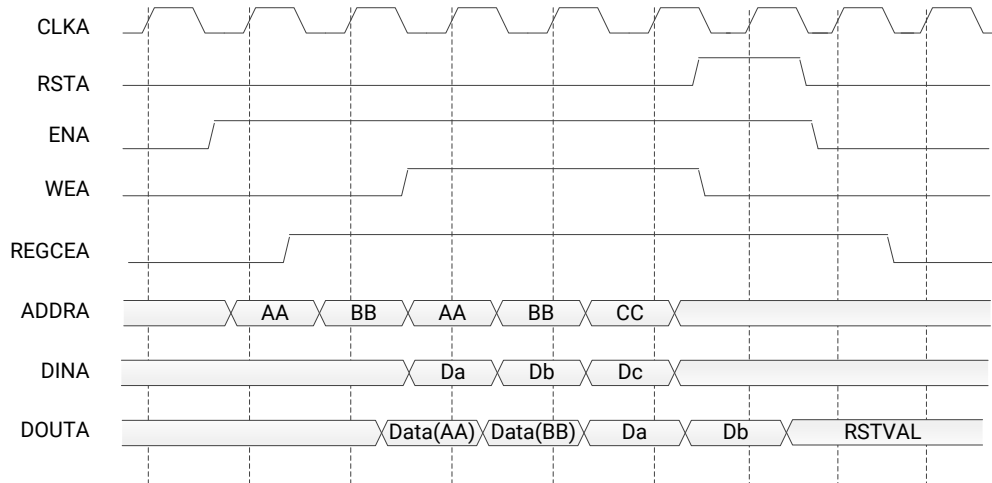 CLKA
RSTA
ENA
WEA
REGCEA
ADDRA AA BB AA BB CC
DINA Da Db Dc
DOUTA Data(AA) Data(BB) Da Db RSTVAL